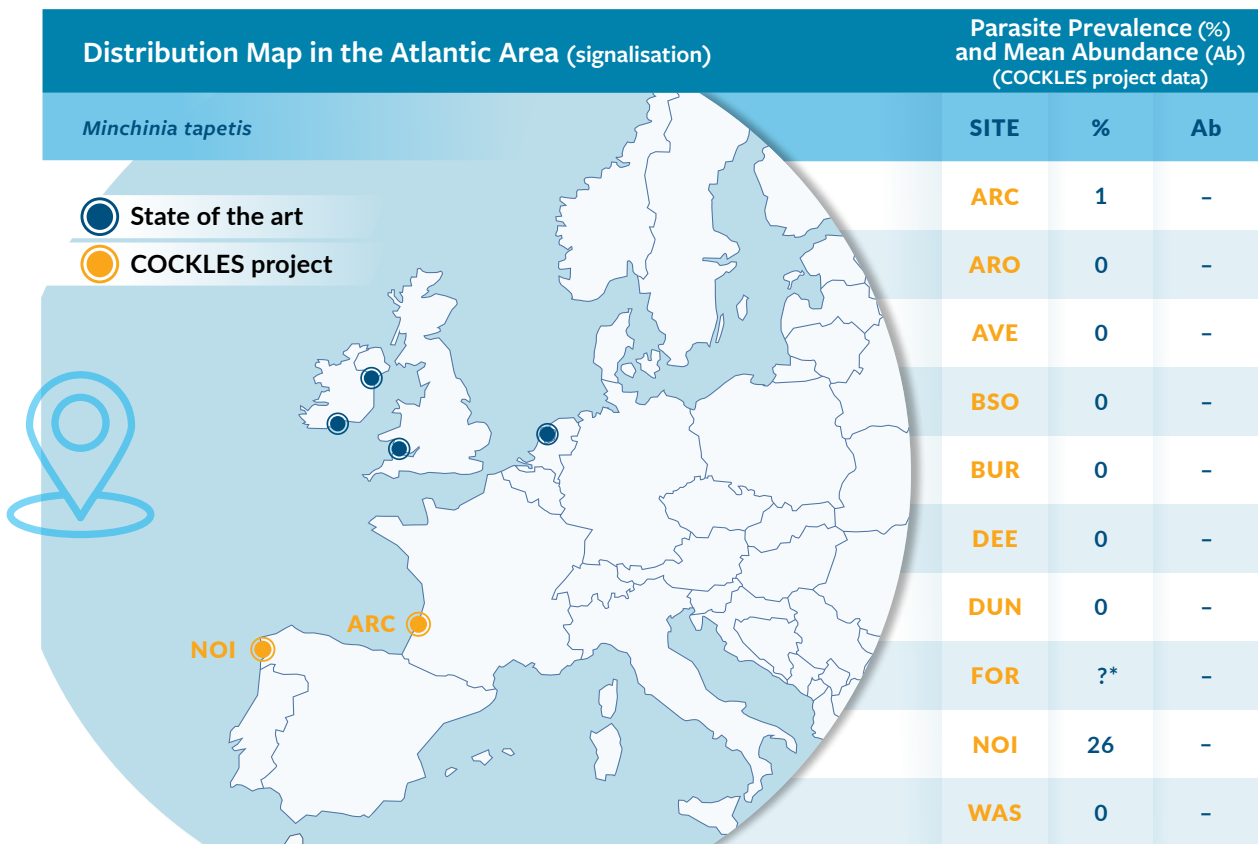 Distribution Map in the Atlantic Area (signalisation)
Parasite Prevalence (%)
and Mean Abundance (Ab)
(COCKLES project data)
Minchinia tapetis
SITE % Ab
State of the art
COCKLES project
ARC
NOI
ARC 1 –
ARO 0 –
AVE 0 –
BSO 0 –
BUR 0 –
DEE 0 –
DUN 0 –
FOR ?* –
NOI 26 –
WAS 0 –